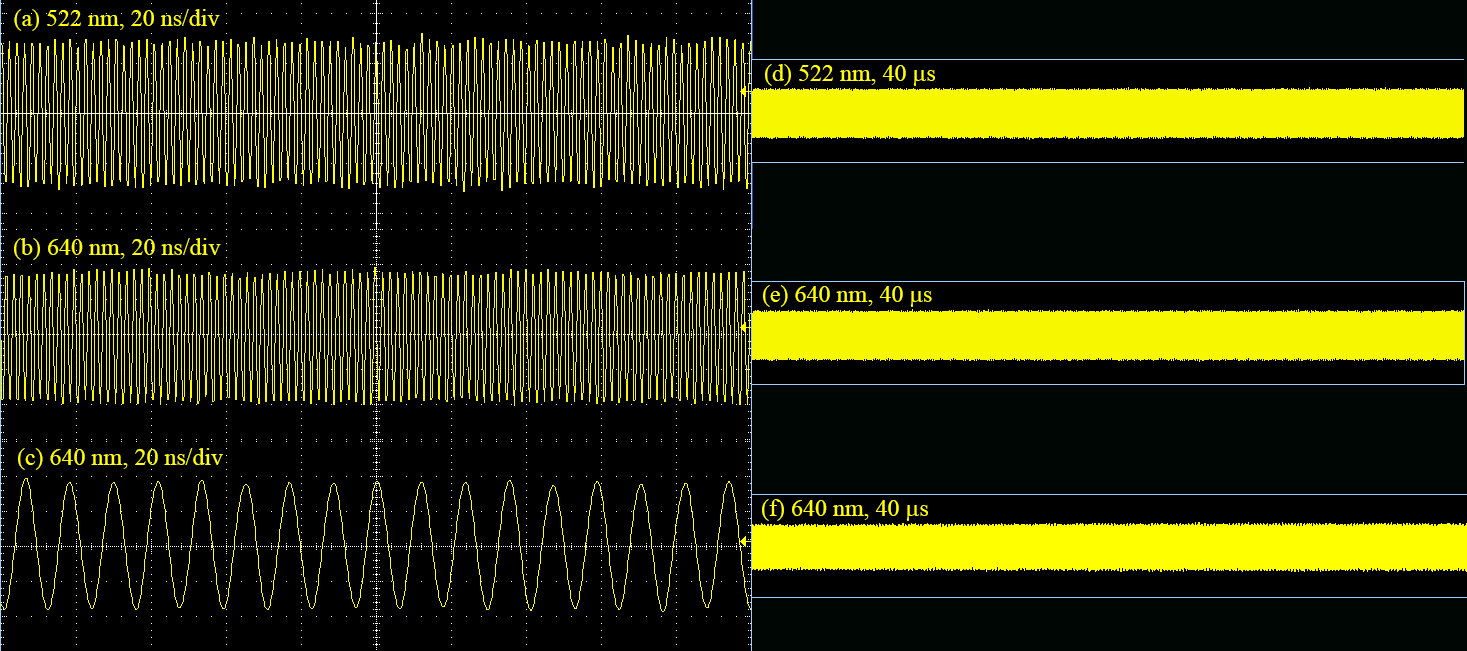 (a) 522 nm, 20 ns/div
(b) 640 nm, 20 ns/div
(c) 640 nm, 20 ns/div
(d) 522 nm, 40 µs
(e) 640 nm, 40 µs
(f) 640 nm, 40 µs